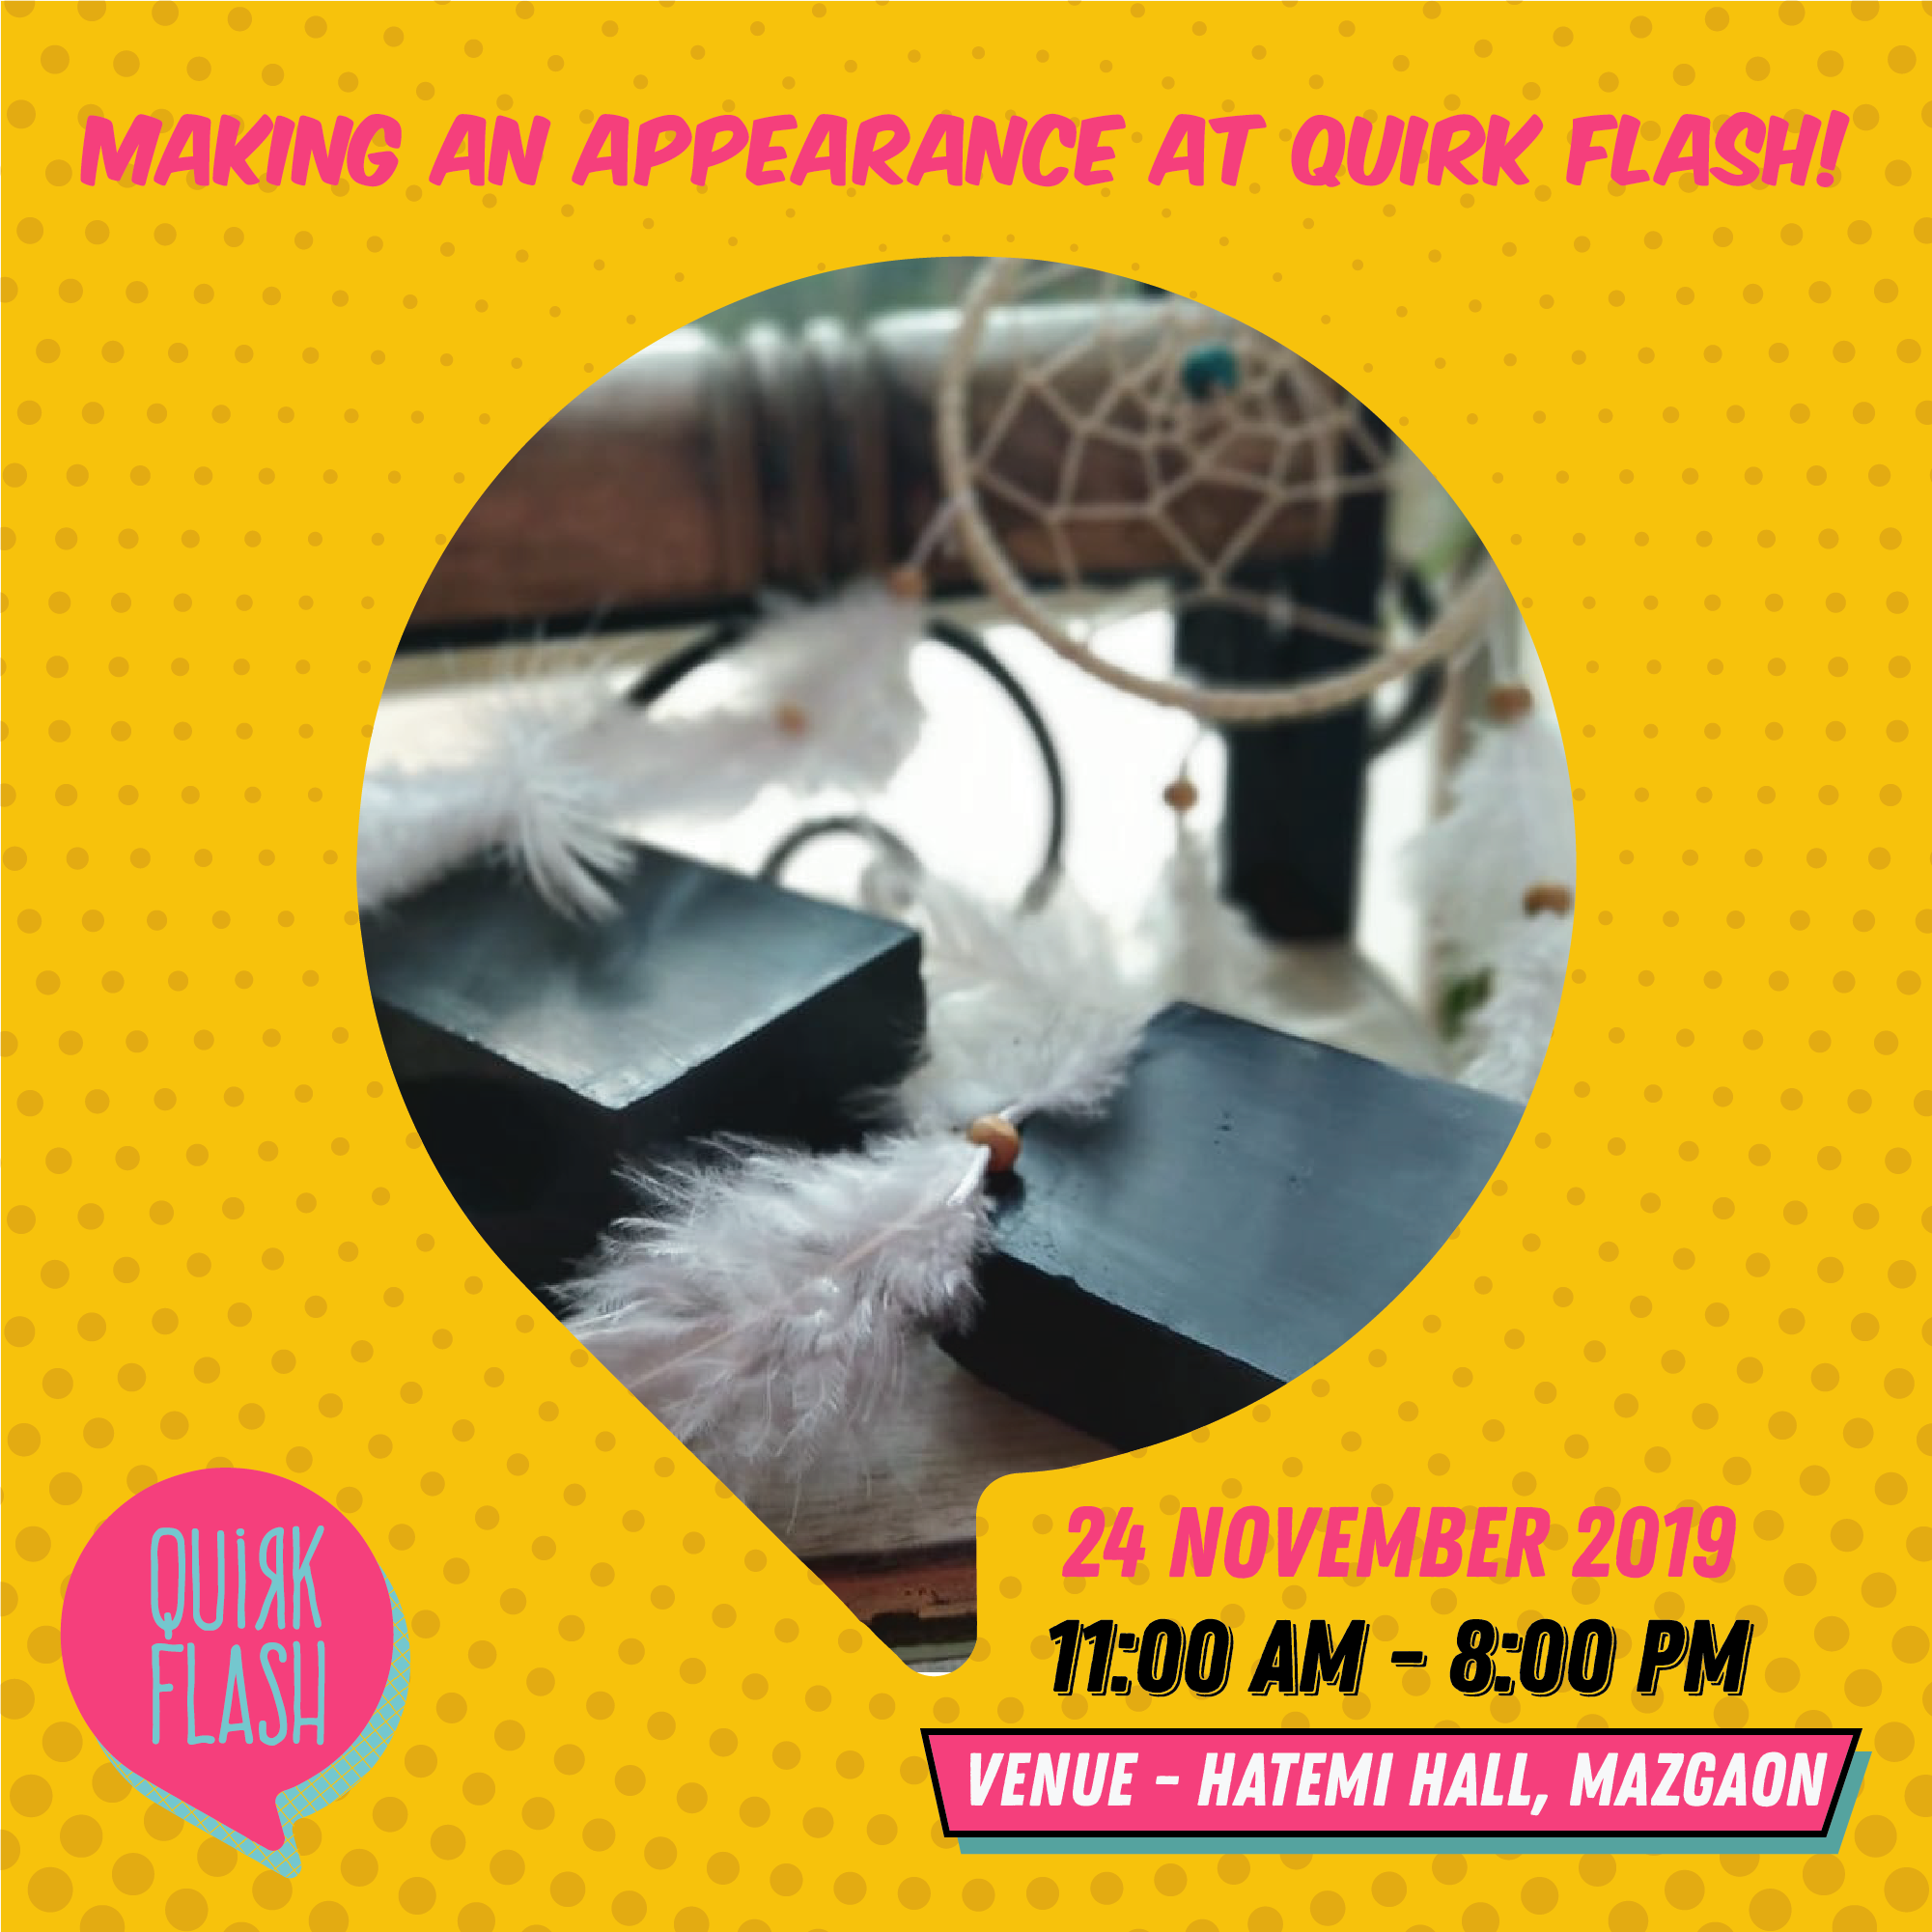 MAKING AN APPEARANCE AT QUIRK FLASH!
24 NOVEMBER 2019
11:00 AM - 8:00 PM
VENUE - HATEMI HALL, MAZGAON
QUIRK
FLASH